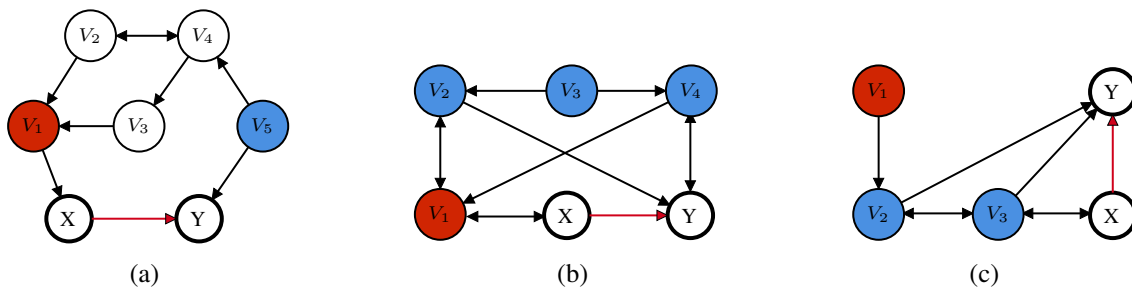 V₂ V₄
V₁ V₃ V₅
X Y
(a)
V₂ V₃ V₄
V₁ X Y
(b)
V₁ Y
V₂ V₃ X
(c)